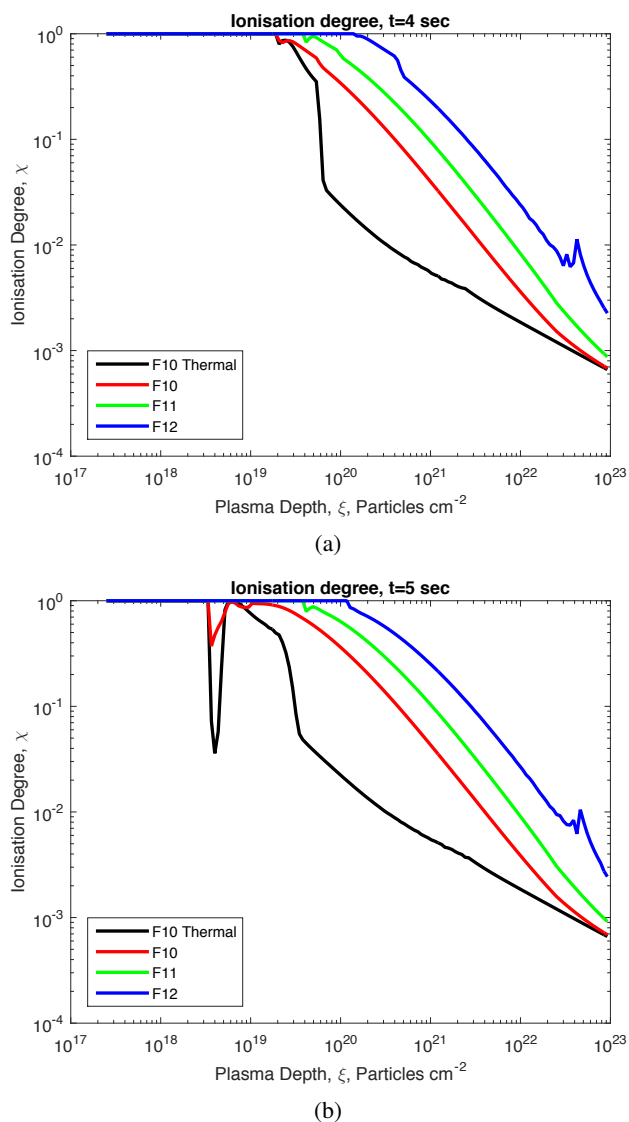 Ionisation degree, t=4 sec
10^0
10^-1
10^-2
10^-3
10^-4
Ionisation Degree, χ
F10 Thermal
F10
F11
F12
10^17 10^18 10^19 10^20 10^21 10^22 10^23
Plasma Depth, ξ, Particles cm^-2
(a)
Ionisation degree, t=5 sec
10^0
10^-1
10^-2
10^-3
10^-4
Ionisation Degree, χ
F10 Thermal
F10
F11
F12
10^17 10^18 10^19 10^20 10^21 10^22 10^23
Plasma Depth, ξ, Particles cm^-2
(b)